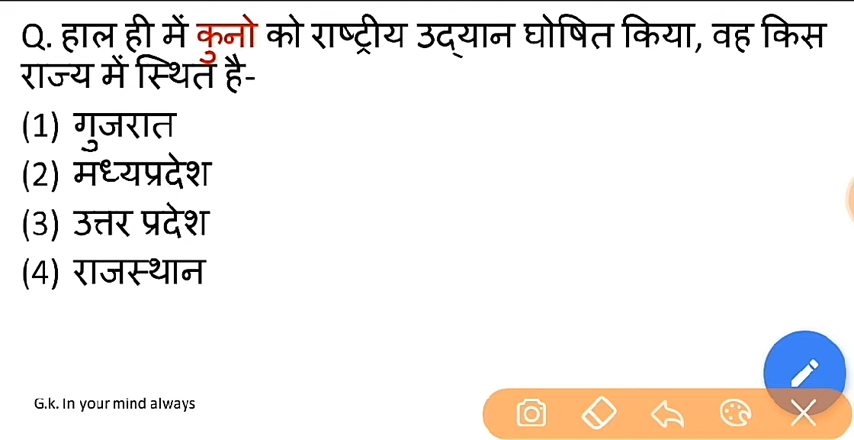 Q. हाल ही में कुनो को राष्ट्रीय उद्यान घोषित किया, वह किस
राज्य में स्थित है-
(1) गुजरात
(2) मध्यप्रदेश
(3) उत्तर प्रदेश
(4) राजस्थान
G.k. In your mind always